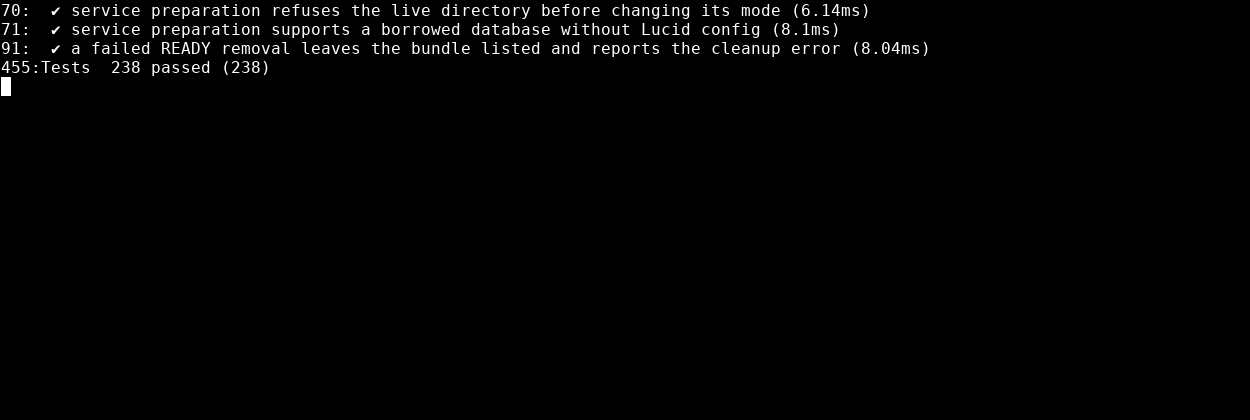 70:  ✔ service preparation refuses the live directory before changing its mode (6.14ms)
71:  ✔ service preparation supports a borrowed database without Lucid config (8.1ms)
91:  ✔ a failed READY removal leaves the bundle listed and reports the cleanup error (8.04ms)
455:Tests  238 passed (238)